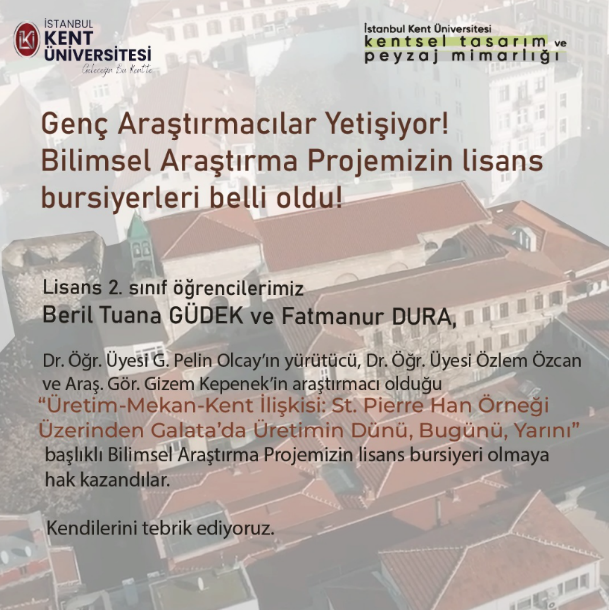 İSTANBUL
KENT
ÜNİVERSİTESİ
Geleceğin Bu Kent'te
İstanbul Kent Üniversitesi
kentsel tasarım ve
peyzaj mimarlığı
Genç Araştırmacılar Yetişiyor!
Bilimsel Araştırma Projemizin lisans
bursiyerleri belli oldu!
Lisans 2. sınıf öğrencilerimiz
Beril Tuana GÜDEK ve Fatmanur DURA,
Dr. Öğr. Üyesi G. Pelin Olcay'ın yürütücü, Dr. Öğr. Üyesi Özlem Özcan
ve Araş. Gör. Gizem Kepenek'in araştırmacı olduğu
“Üretim-Mekan-Kent İlişkisi: St. Pierre Han Örneği
Üzerinden Galata’da Üretimin Dünü, Bugünü, Yarını”
başlıklı Bilimsel Araştırma Projemizin lisans bursiyeri olmaya
hak kazandılar.
Kendilerini tebrik ediyoruz.